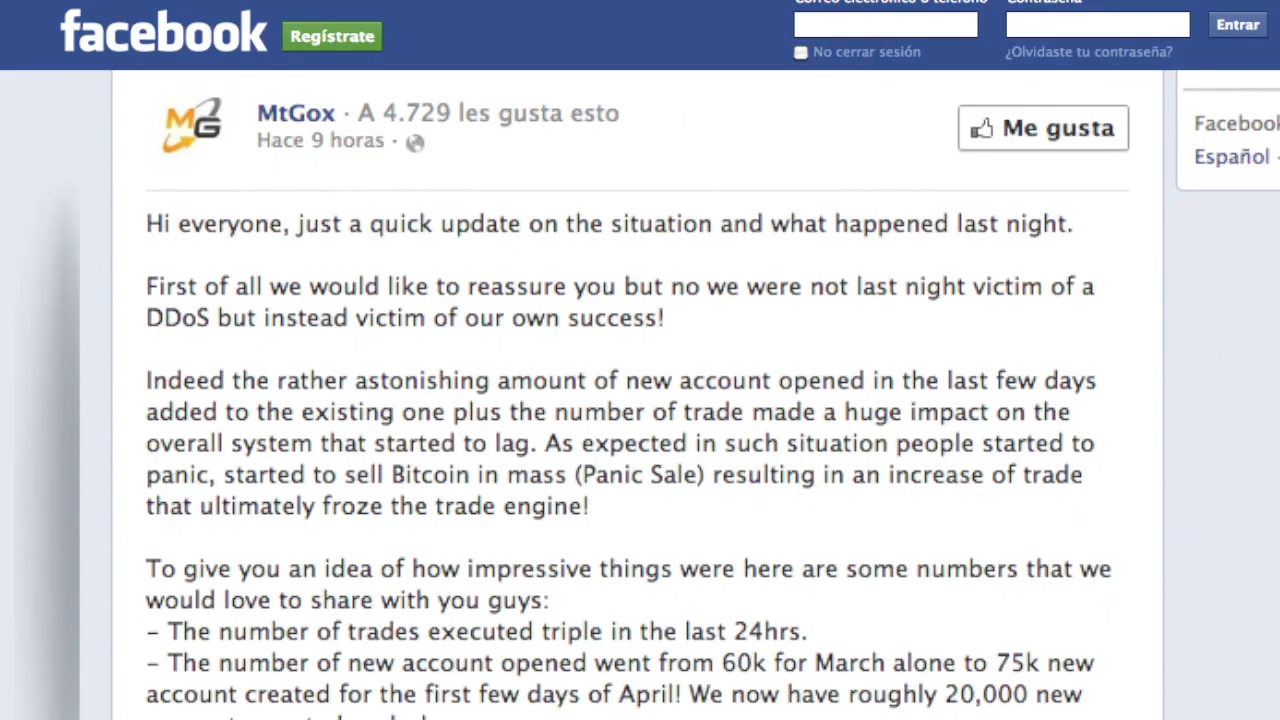 Correo electrónico o teléfono
Contraseña
facebook
Regístrate
Entrar
No cerrar sesión
¿Olvidaste tu contraseña?
MG
MtGox · A 4.729 les gusta esto
Hace 9 horas ·
Me gusta
Facebook
Español ·
Hi everyone, just a quick update on the situation and what happened last night.
First of all we would like to reassure you but no we were not last night victim of a
DDoS but instead victim of our own success!
Indeed the rather astonishing amount of new account opened in the last few days
added to the existing one plus the number of trade made a huge impact on the
overall system that started to lag. As expected in such situation people started to
panic, started to sell Bitcoin in mass (Panic Sale) resulting in an increase of trade
that ultimately froze the trade engine!
To give you an idea of how impressive things were here are some numbers that we
would love to share with you guys:
– The number of trades executed triple in the last 24hrs.
– The number of new account opened went from 60k for March alone to 75k new
account created for the first few days of April! We now have roughly 20,000 new